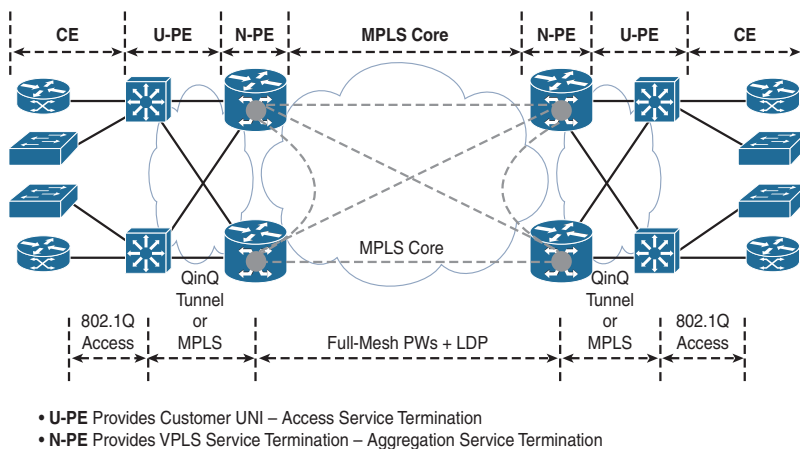 CE U-PE N-PE MPLS Core N-PE U-PE CE
MPLS Core
QinQ
Tunnel
or
MPLS
QinQ
Tunnel
or
MPLS
802.1Q
Access
Full-Mesh PWs + LDP
802.1Q
Access
• U-PE Provides Customer UNI – Access Service Termination
• N-PE Provides VPLS Service Termination – Aggregation Service Termination